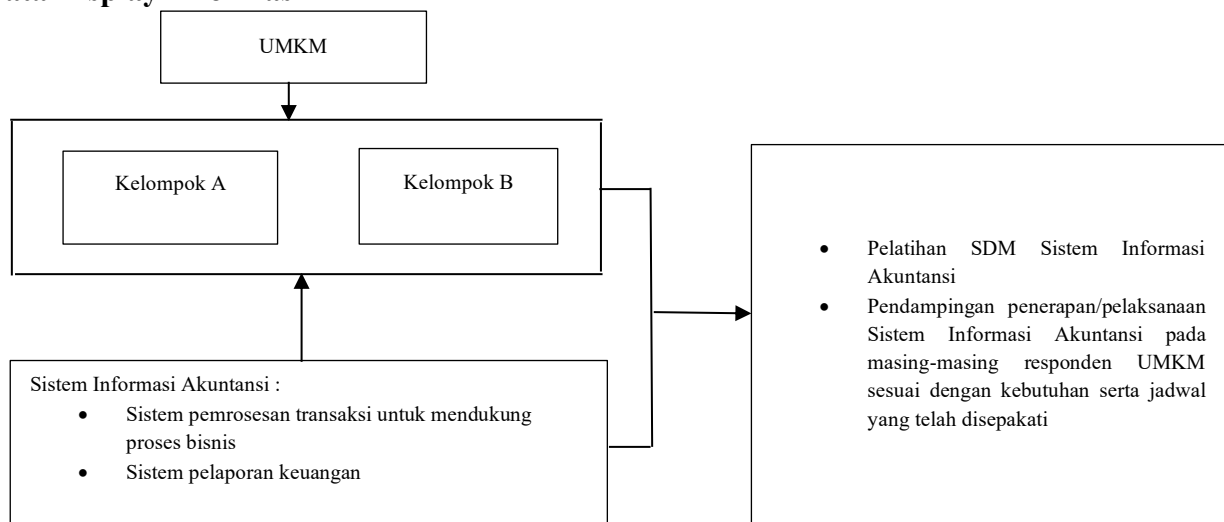 UMKM
Kelompok A
Kelompok B
Sistem Informasi Akuntansi :
• Sistem pemrosesan transaksi untuk mendukung
proses bisnis
• Sistem pelaporan keuangan
• Pelatihan SDM Sistem Informasi
Akuntansi
• Pendampingan penerapan/pelaksanaan
Sistem Informasi Akuntansi pada
masing-masing responden UMKM
sesuai dengan kebutuhan serta jadwal
yang telah disepakati